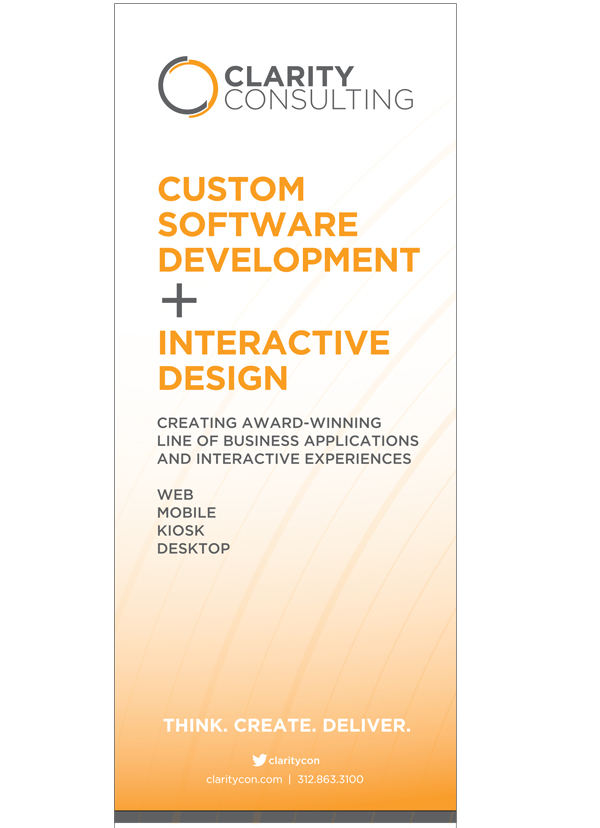 CLARITY
CONSULTING
CUSTOM
SOFTWARE
DEVELOPMENT
+
INTERACTIVE
DESIGN
CREATING AWARD-WINNING
LINE OF BUSINESS APPLICATIONS
AND INTERACTIVE EXPERIENCES
WEB
MOBILE
KIOSK
DESKTOP
THINK. CREATE. DELIVER.
claritycon
claritycon.com | 312.863.3100